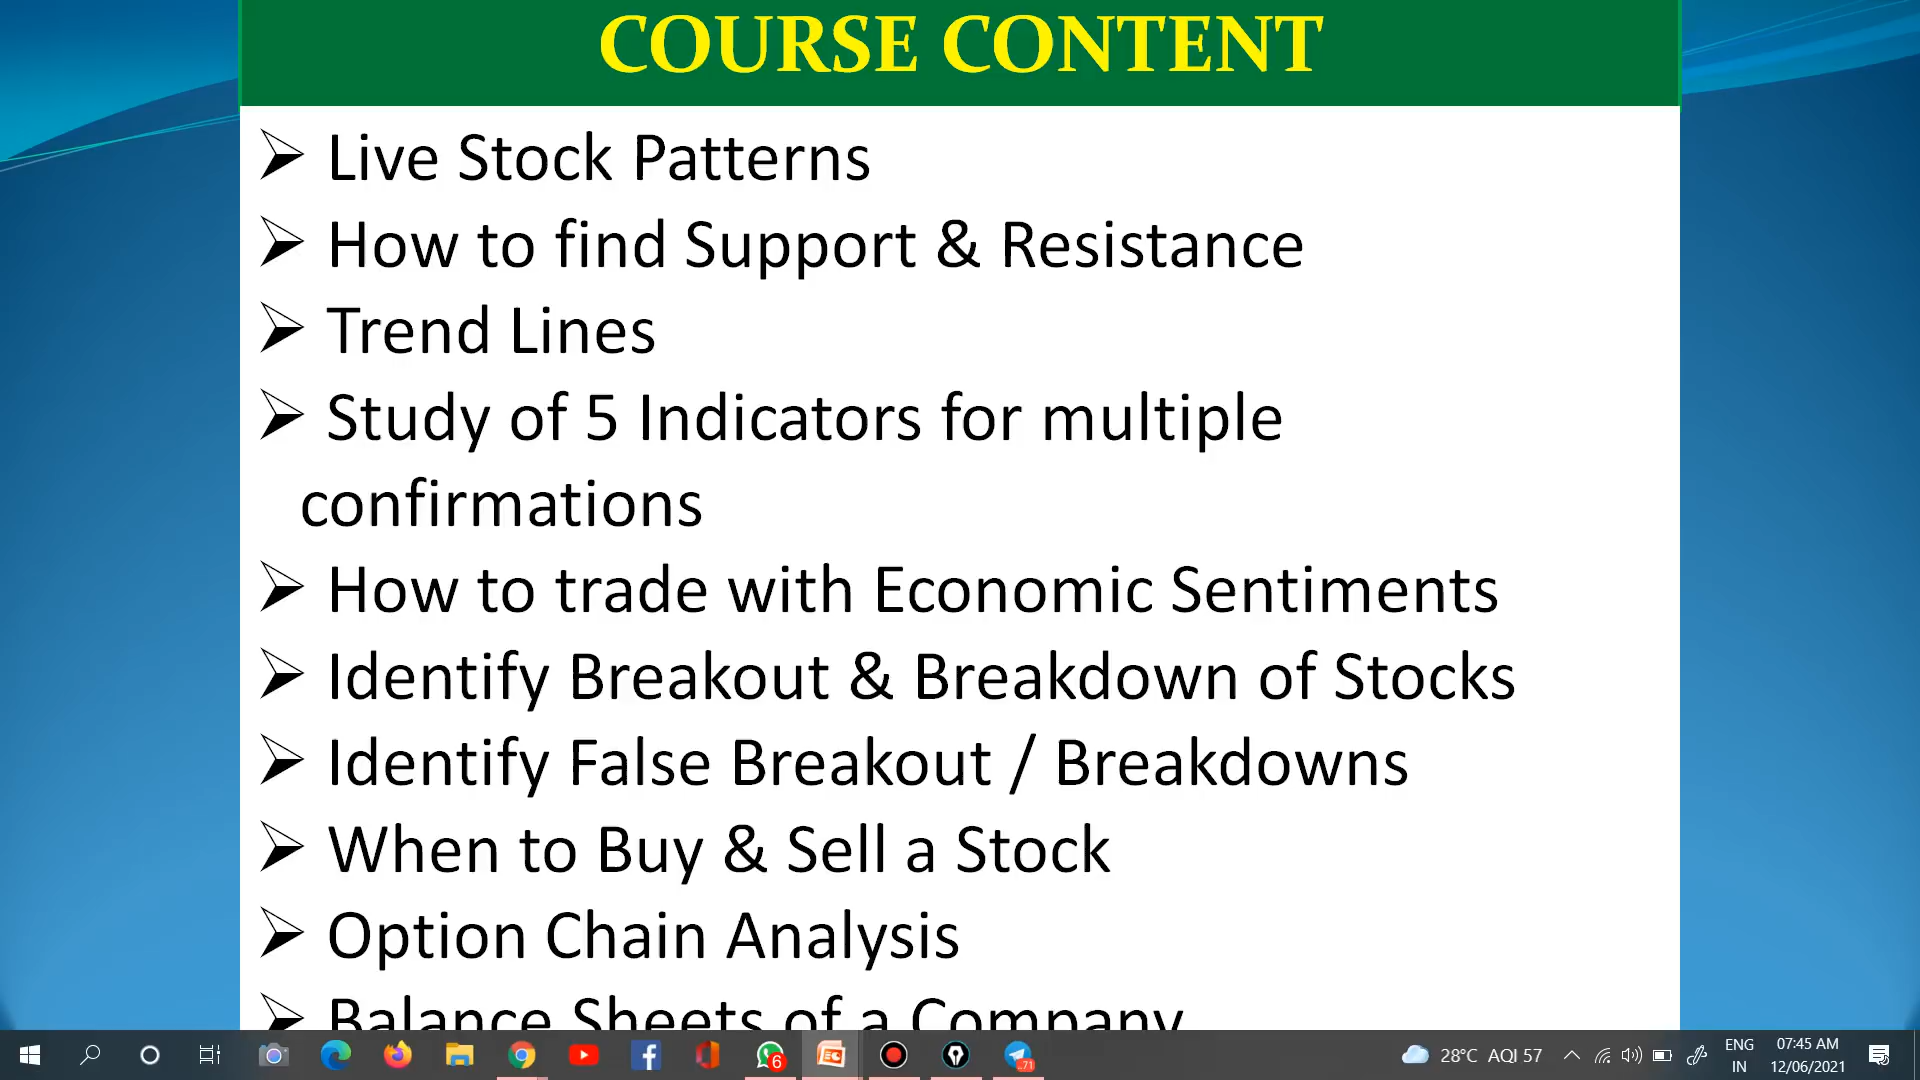 COURSE CONTENT
Live Stock Patterns
How to find Support & Resistance
Trend Lines
Study of 5 Indicators for multiple
confirmations
How to trade with Economic Sentiments
Identify Breakout & Breakdown of Stocks
Identify False Breakout / Breakdowns
When to Buy & Sell a Stock
Option Chain Analysis
Balance Sheets of a Company
6
71
28°C AQI 57
ENG
IN
07:45 AM
12/06/2021